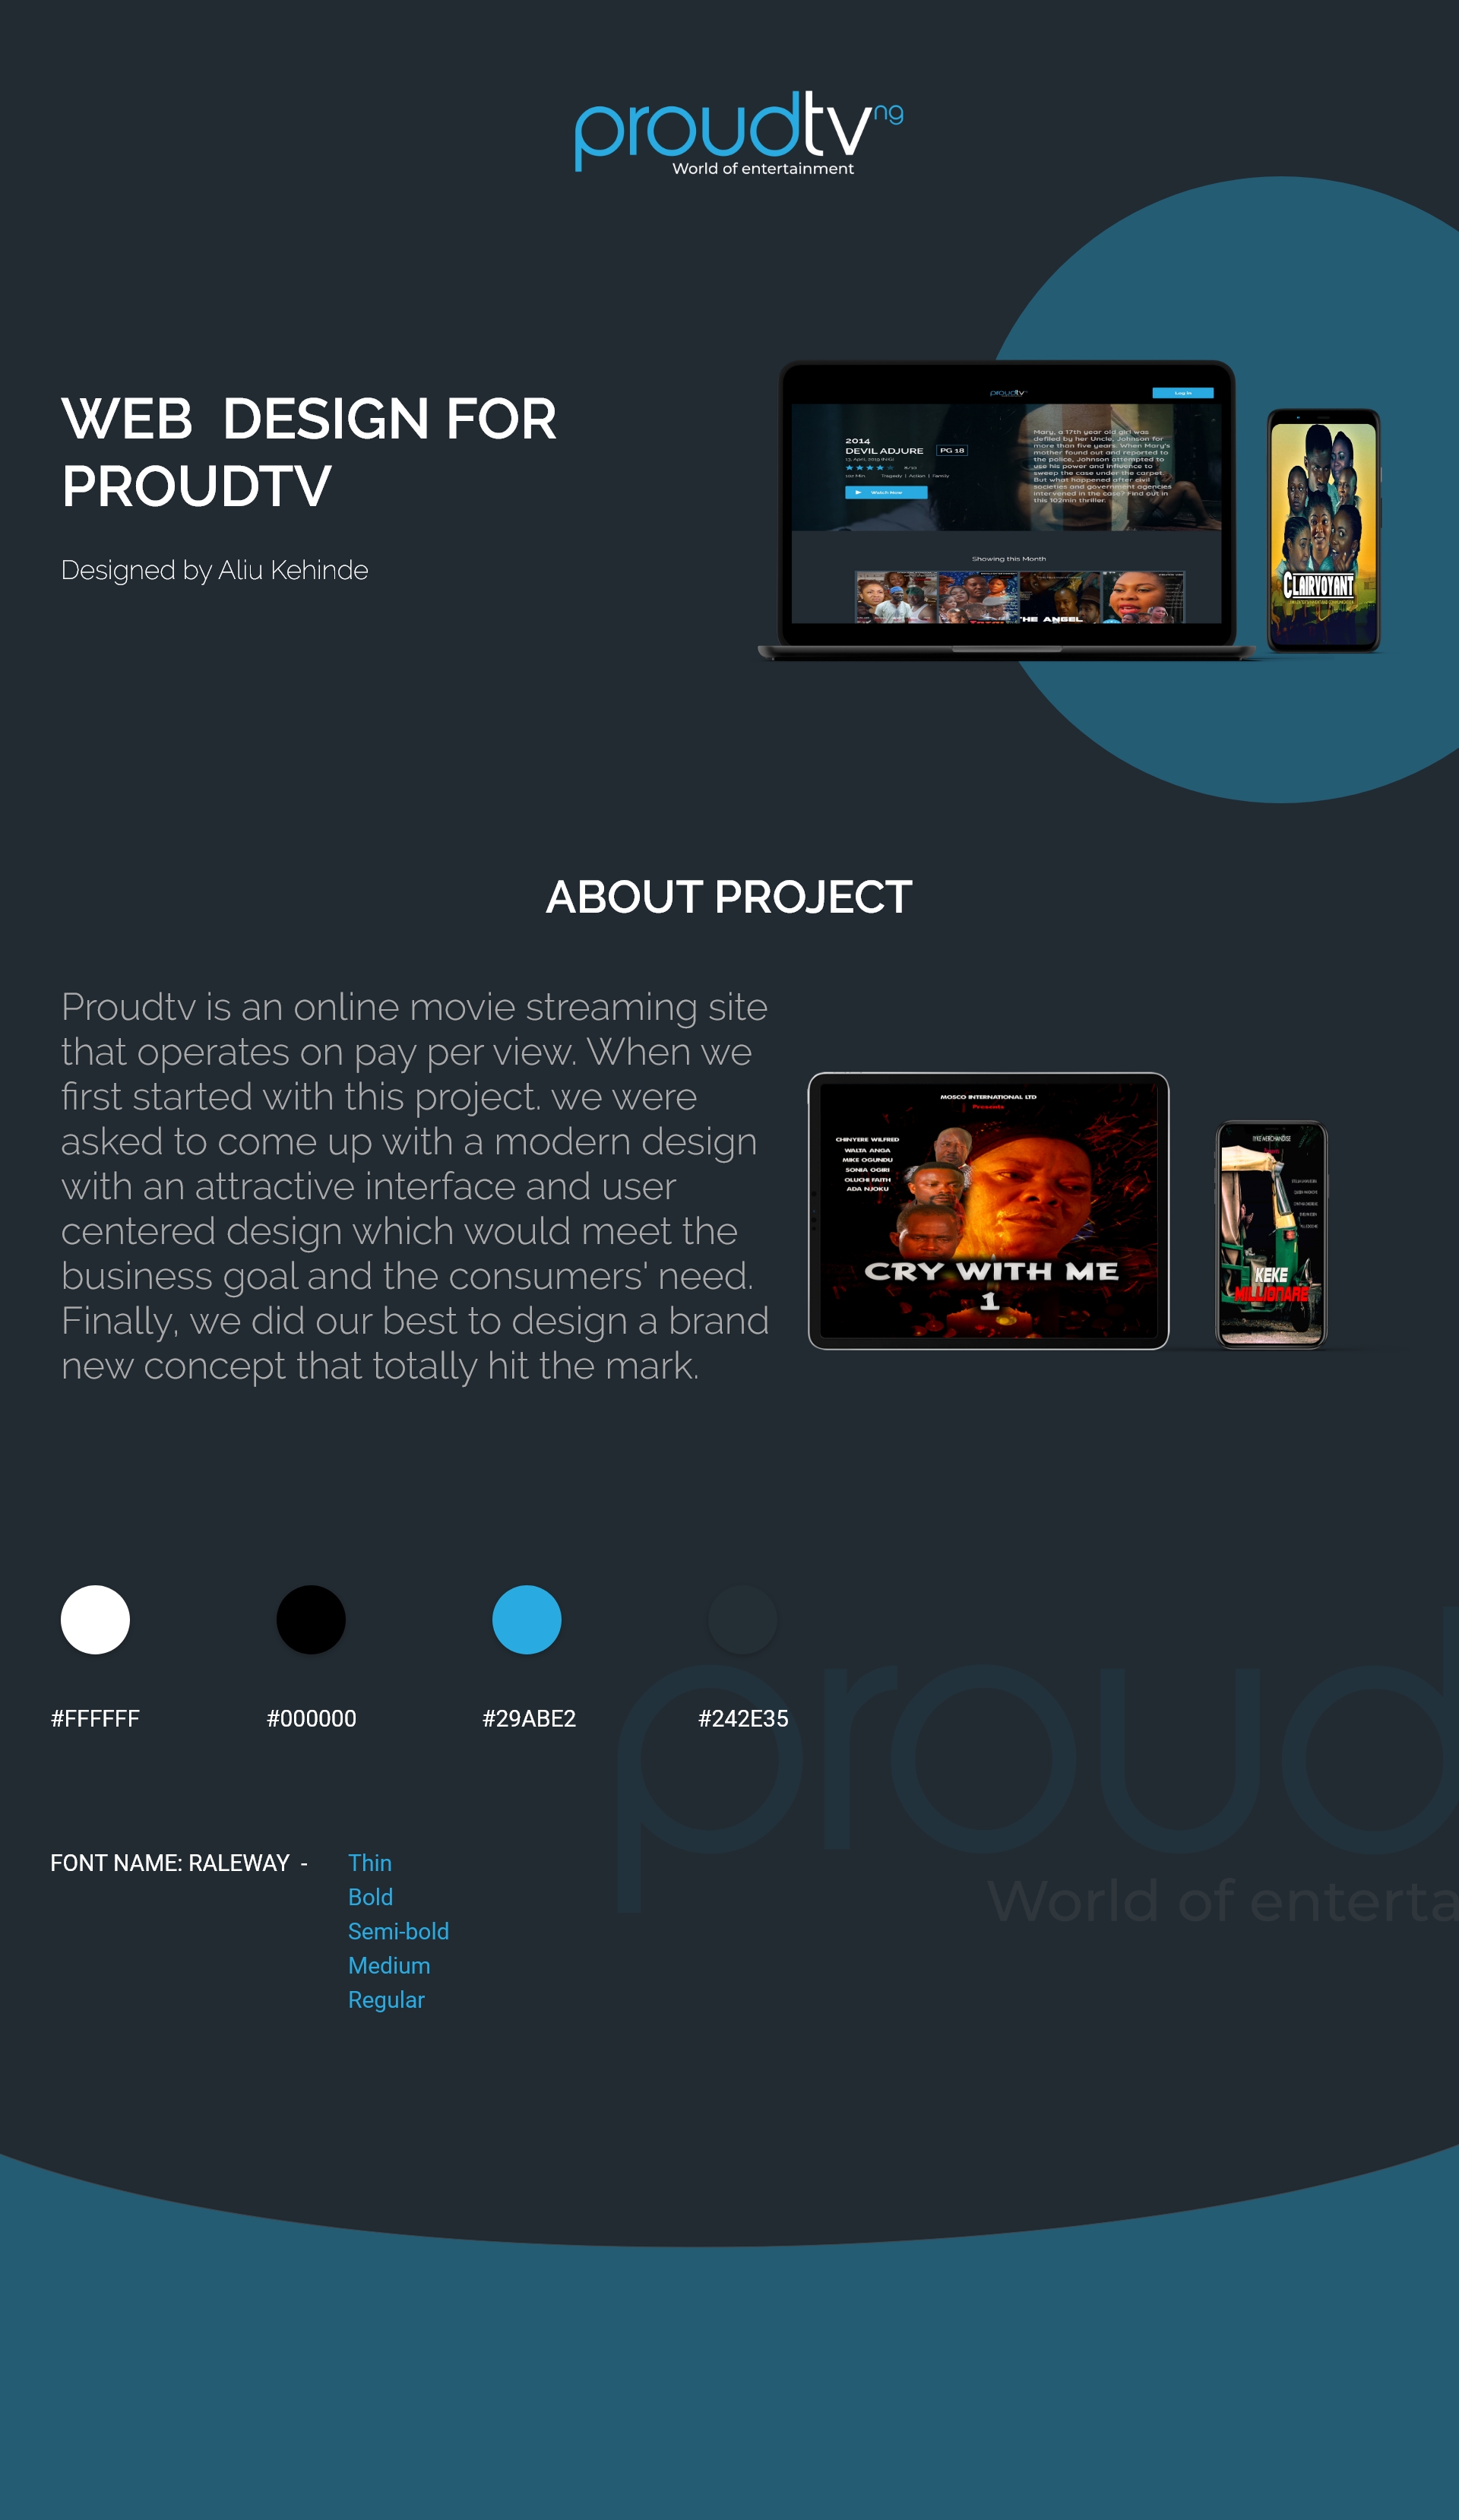 proudtv ng
World of entertainment
WEB DESIGN FOR
PROUDTV
Designed by Aliu Kehinde
proudtv
Log in
2014
DEVIL ADJURE
PG 18
Watch Now
Mary, a 17th year old girl was
defiled by her Uncle, Johnson for
more than five years. When Mary's
mother found out and reported to
the police, Johnson attempted to
use his power and influence to
sweep the case under the carpet.
But what happened after civil
societies and government agencies
intervened in the case? Find out in
this 102min thriller.
Tragedy | Action | Family
Showing this Month
THE ANGEL
CLAIRVOYANT
ABOUT PROJECT
Proudtv is an online movie streaming site
that operates on pay per view. When we
first started with this project. we were
asked to come up with a modern design
with an attractive interface and user
centered design which would meet the
business goal and the consumers' need.
Finally, we did our best to design a brand
new concept that totally hit the mark.
MOSCO INTERNATIONAL LTD
Presents
CHINYERE WILFRED
WALTA ANGA
MIKE OGUNDU
SONIA OGIRI
OLUCHI FAITH
ADA NJOKU
CRY WITH ME
1
IYKE MERCHANDISE
KEKE
MILLIONARE
#FFFFFF
#000000
#29ABE2
#242E35
FONT NAME: RALEWAY - Thin
Bold
Semi-bold
Medium
Regular
proud
World of enterta